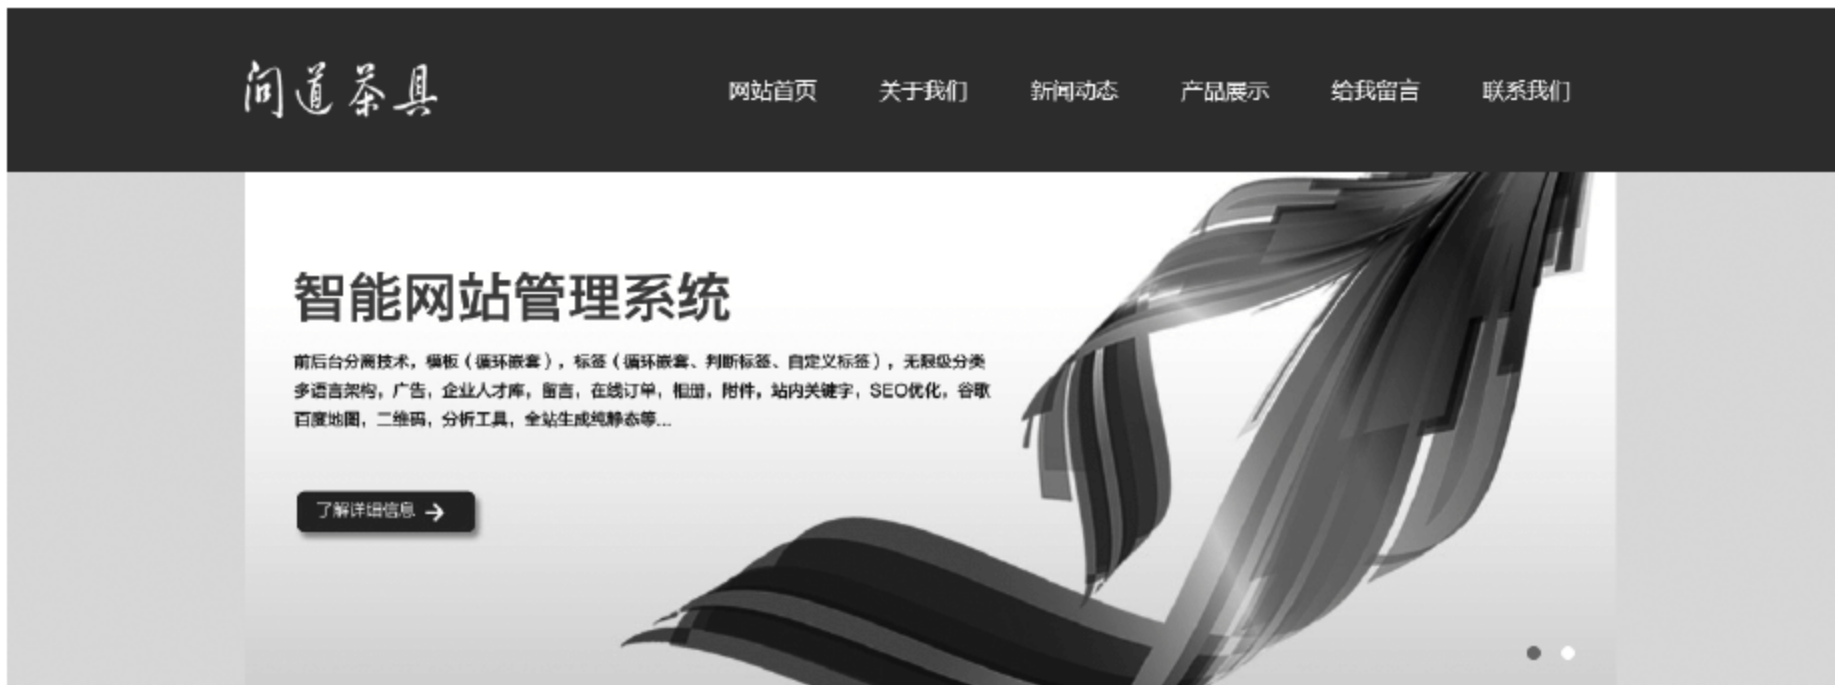 问道茶具
网站首页 关于我们 新闻动态 产品展示 给我留言 联系我们
智能网站管理系统
前后台分离技术，模板（循环嵌套），标签（循环嵌套、判断标签、自定义标签），无限级分类
多语言架构，广告，企业人才库，留言，在线订单，相册，附件，站内关键字，SEO优化，谷歌
百度地图，二维码，分析工具，全站生成纯静态等...
了解详细信息